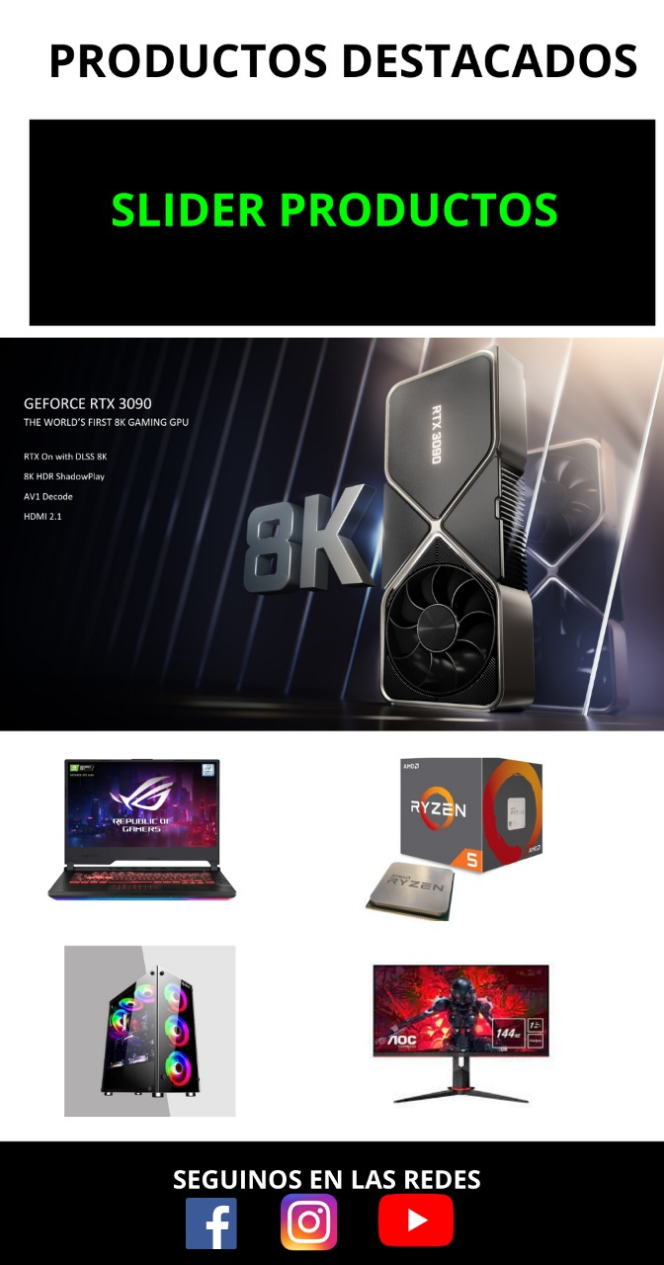 PRODUCTOS DESTACADOS
SLIDER PRODUCTOS
GEFORCE RTX 3090
THE WORLD'S FIRST 8K GAMING GPU
RTX On with DLSS 8K
8K HDR ShadowPlay
AV1 Decode
HDMI 2.1
RTX 3090
8K
REPUBLIC OF
GAMERS
AMD
RYZEN
5
AMD
RYZEN
AOC
144Hz
SEGUINOS EN LAS REDES